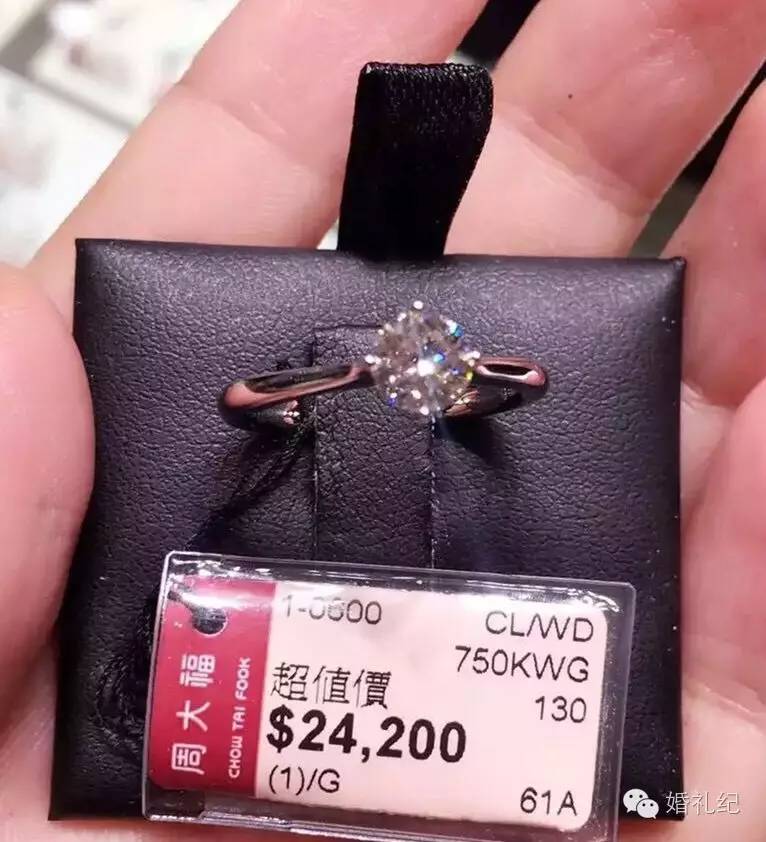 周大福
CHOW TAI FOOK
1-0600
CL/WD
750KWG
超值價
130
$24,200
(1)/G
61A
婚礼纪